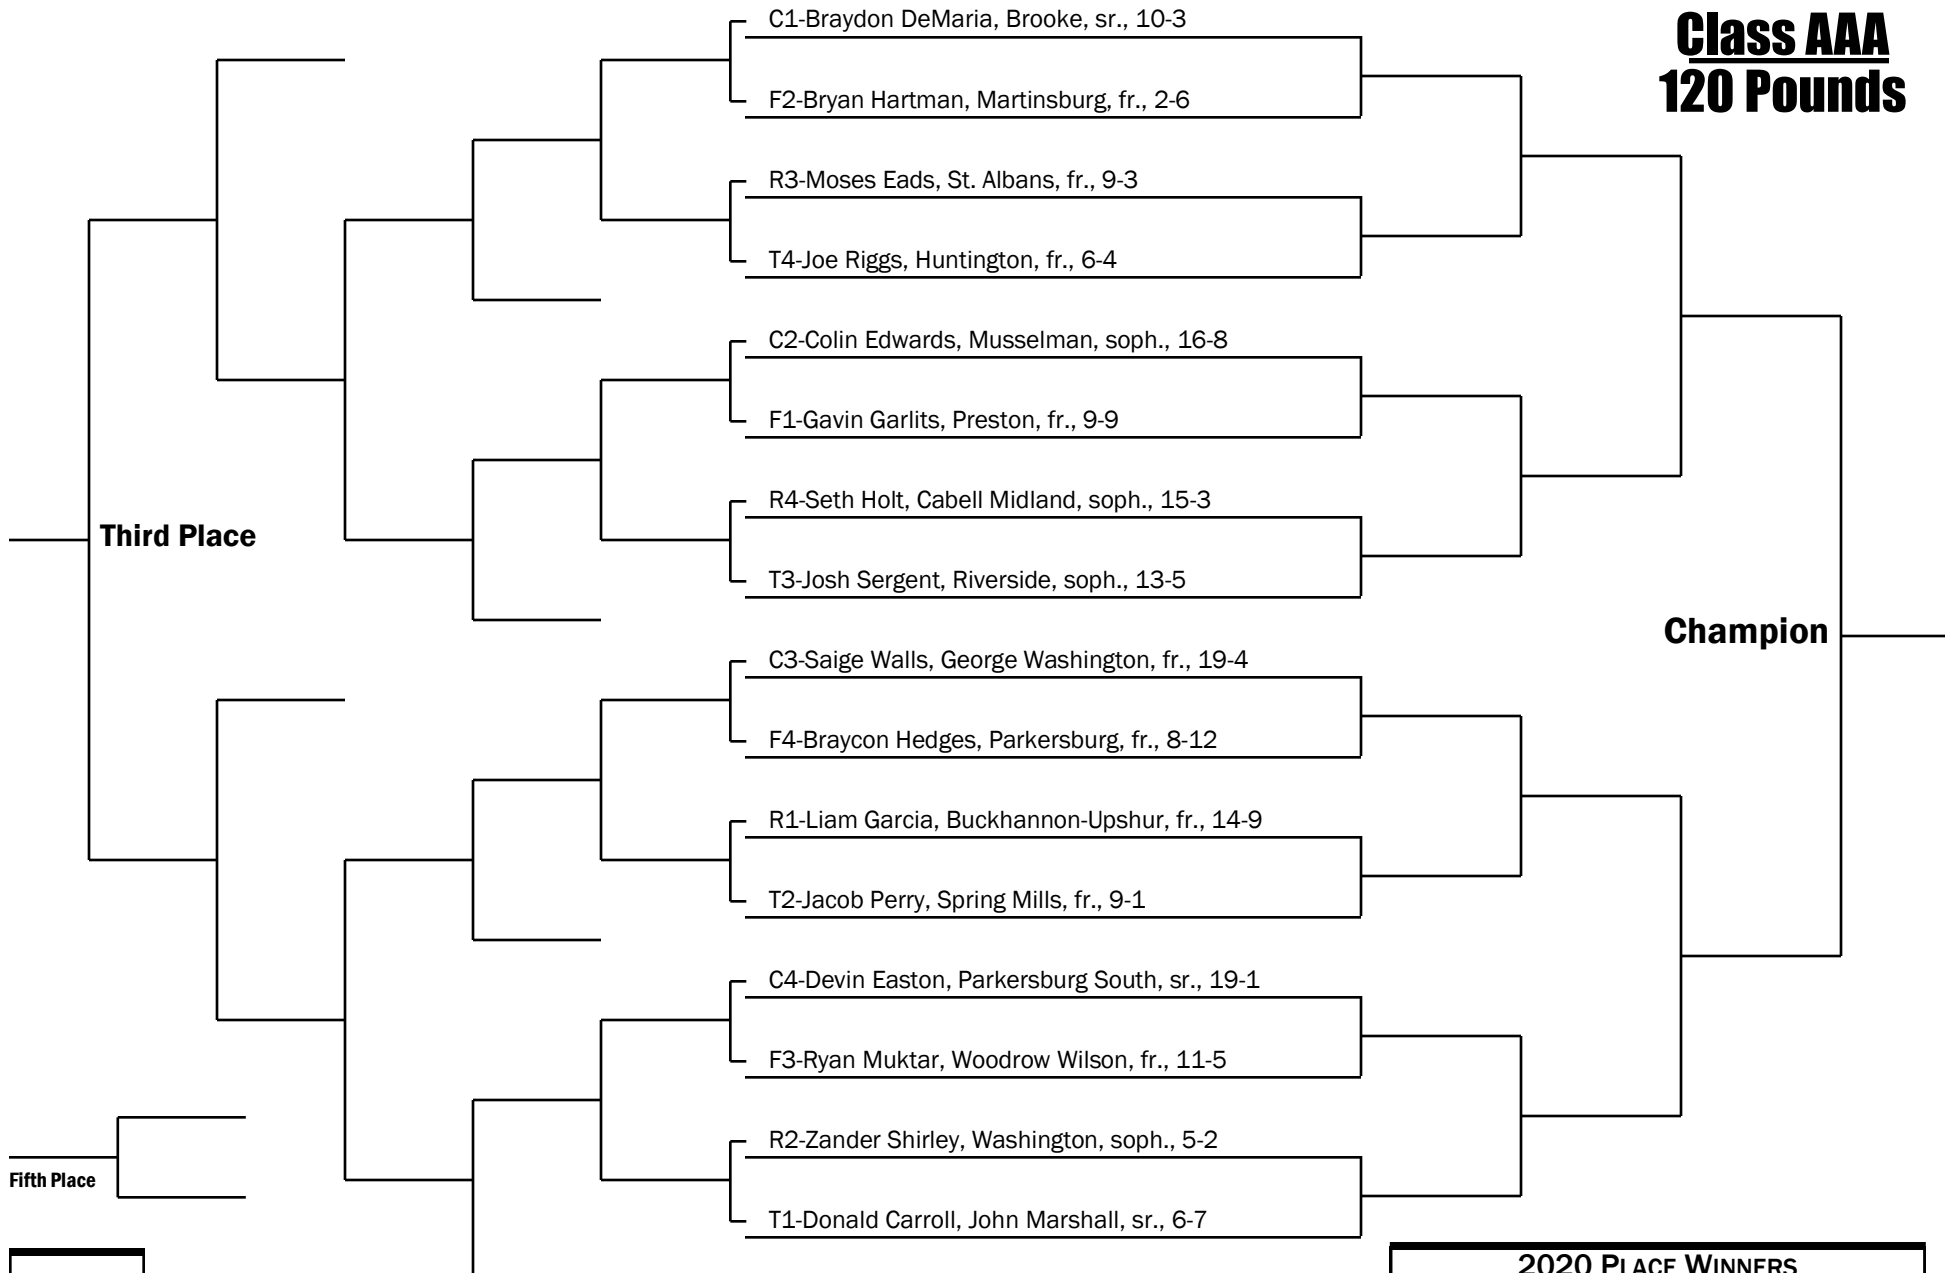 Class AAA
120 Pounds
C1-Braydon DeMaria, Brooke, sr., 10-3
F2-Bryan Hartman, Martinsburg, fr., 2-6
R3-Moses Eads, St. Albans, fr., 9-3
T4-Joe Riggs, Huntington, fr., 6-4
C2-Colin Edwards, Musselman, soph., 16-8
F1-Gavin Garlits, Preston, fr., 9-9
R4-Seth Holt, Cabell Midland, soph., 15-3
Third Place
T3-Josh Sergent, Riverside, soph., 13-5
Champion
C3-Saige Walls, George Washington, fr., 19-4
F4-Braycon Hedges, Parkersburg, fr., 8-12
R1-Liam Garcia, Buckhannon-Upshur, fr., 14-9
T2-Jacob Perry, Spring Mills, fr., 9-1
C4-Devin Easton, Parkersburg South, sr., 19-1
F3-Ryan Muktar, Woodrow Wilson, fr., 11-5
R2-Zander Shirley, Washington, soph., 5-2
Fifth Place
T1-Donald Carroll, John Marshall, sr., 6-7
2020 PLACE WINNERS